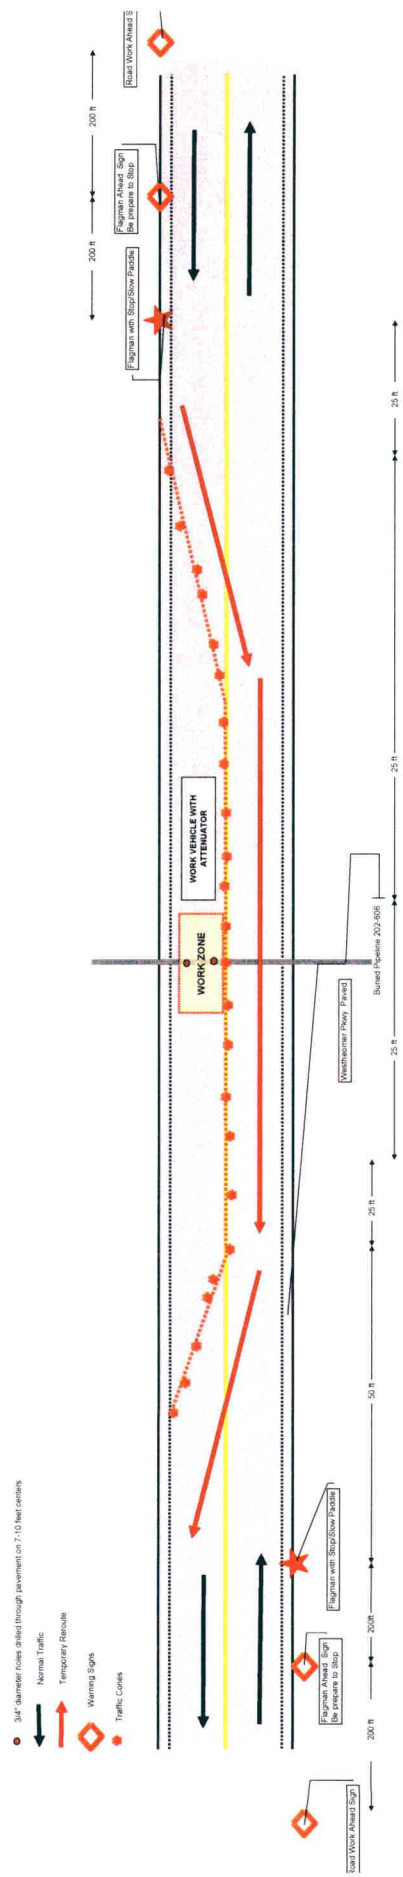 3/4" diameter holes drilled through pavement on 7-10 feet centers
Normal Traffic
Temporary Reroute
Warning Signs
Traffic Cones
Road Work Ahead S
200 ft
Flagman Ahead Sign
Be prepare to Stop
200 ft
Flagman with Stop/Slow Paddle
25 ft
25 ft
WORK VEHICLE WITH
ATTENUATOR
WORK ZONE
Buried Pipeline 202-606
Westheomer Pkwy Paved
25 ft
25 ft
50 ft
Flagman with Stop/Slow Paddle
200ft
Flagman Ahead Sign
Be prepare to Stop
200 ft
Road Work Ahead Sign